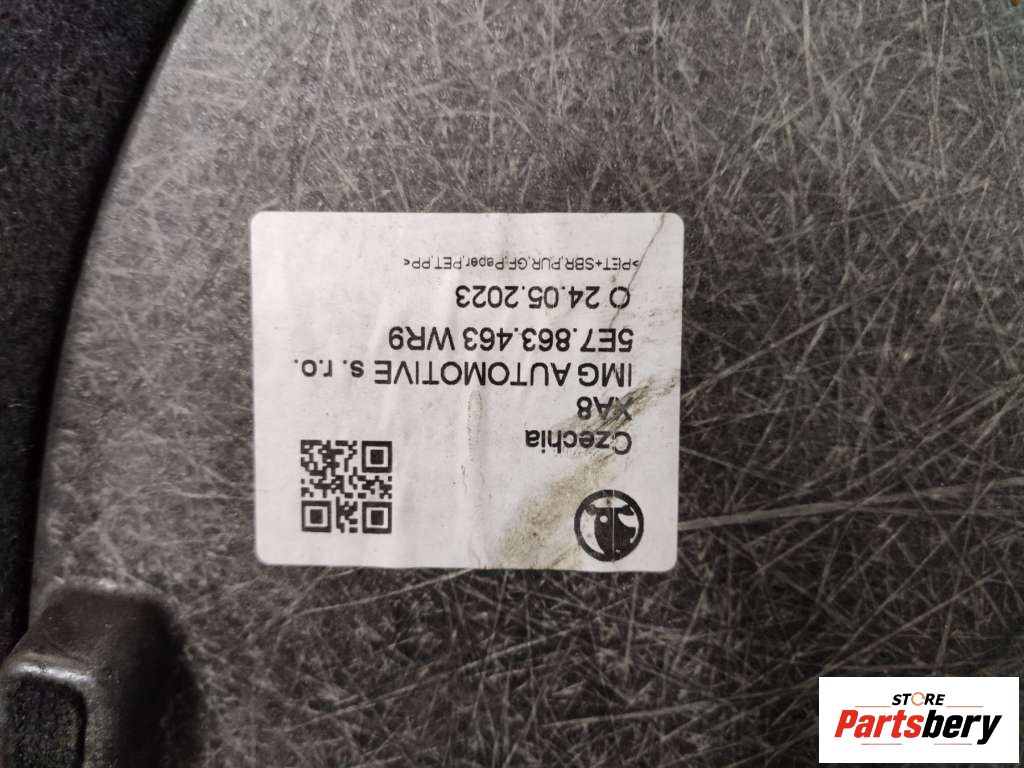 Czechia
XA8
IMG AUTOMOTIVE s. r.o.
5E7.863.463 WR9
O 24.05.2023
>PET+SBR,PUR,GF,Paper,PET,PP<
STORE
Partsbery